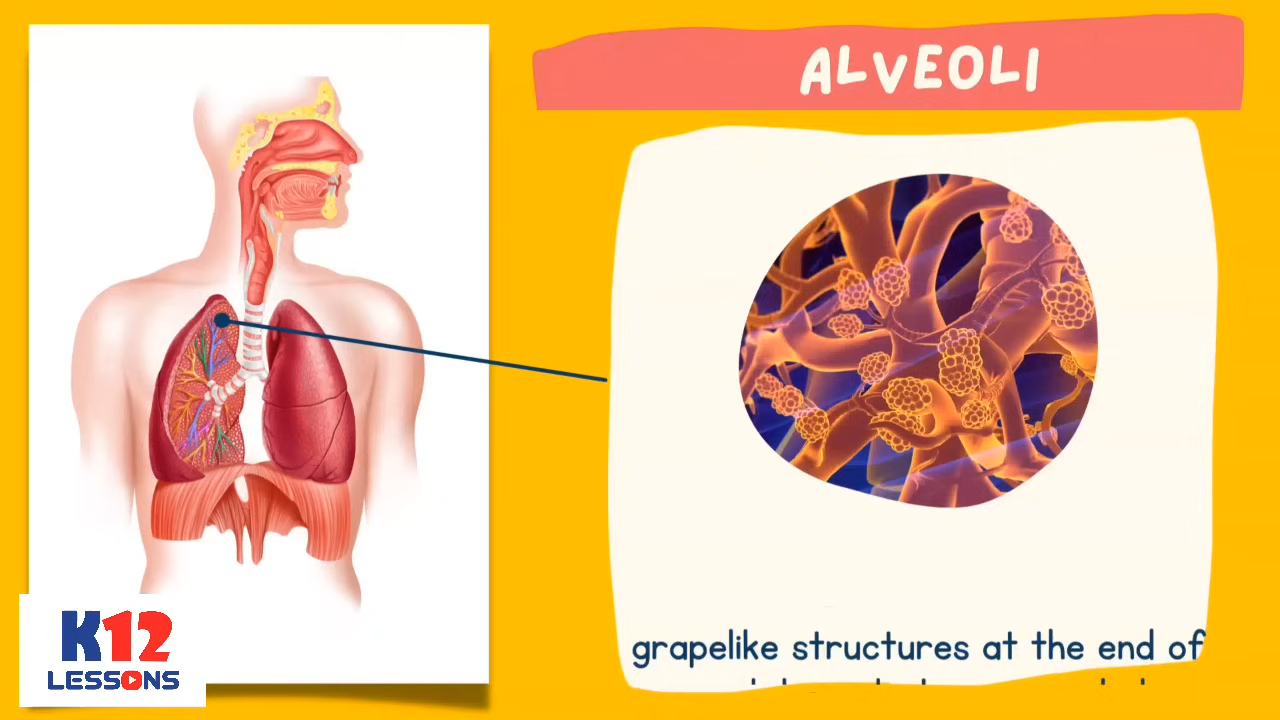 ALVEOLI
grapelike structures at the end of
K12
LESSONS